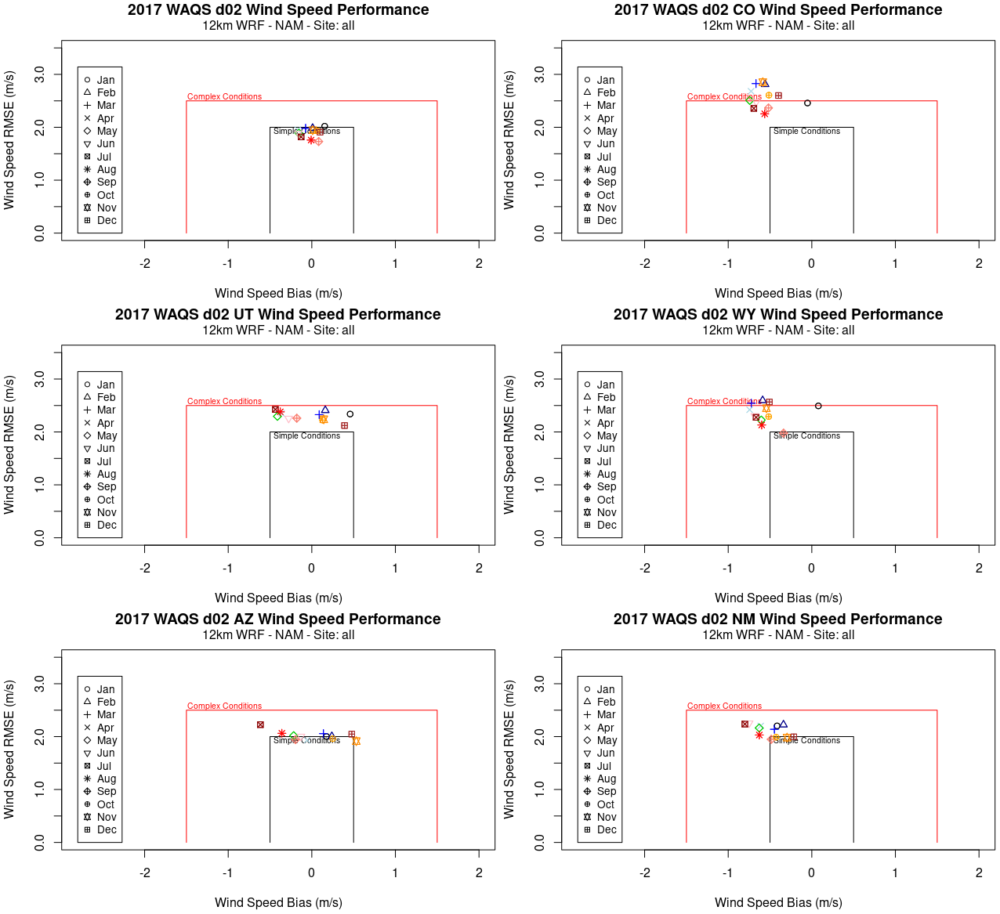 2017 WAQS d02 Wind Speed Performance
12km WRF - NAM - Site: all
Wind Speed RMSE (m/s)
3.0
2.0
1.0
0.0
Jan
Feb
Mar
Apr
May
Jun
Jul
Aug
Sep
Oct
Nov
Dec
Complex Conditions
Simple Conditions
-2 -1 0 1 2
Wind Speed Bias (m/s)
2017 WAQS d02 CO Wind Speed Performance
12km WRF - NAM - Site: all
Wind Speed RMSE (m/s)
3.0
2.0
1.0
0.0
Jan
Feb
Mar
Apr
May
Jun
Jul
Aug
Sep
Oct
Nov
Dec
Complex Conditions
Simple Conditions
-2 -1 0 1 2
Wind Speed Bias (m/s)
2017 WAQS d02 UT Wind Speed Performance
12km WRF - NAM - Site: all
Wind Speed RMSE (m/s)
3.0
2.0
1.0
0.0
Jan
Feb
Mar
Apr
May
Jun
Jul
Aug
Sep
Oct
Nov
Dec
Complex Conditions
Simple Conditions
-2 -1 0 1 2
Wind Speed Bias (m/s)
2017 WAQS d02 WY Wind Speed Performance
12km WRF - NAM - Site: all
Wind Speed RMSE (m/s)
3.0
2.0
1.0
0.0
Jan
Feb
Mar
Apr
May
Jun
Jul
Aug
Sep
Oct
Nov
Dec
Complex Conditions
Simple Conditions
-2 -1 0 1 2
Wind Speed Bias (m/s)
2017 WAQS d02 AZ Wind Speed Performance
12km WRF - NAM - Site: all
Wind Speed RMSE (m/s)
3.0
2.0
1.0
0.0
Jan
Feb
Mar
Apr
May
Jun
Jul
Aug
Sep
Oct
Nov
Dec
Complex Conditions
Simple Conditions
-2 -1 0 1 2
Wind Speed Bias (m/s)
2017 WAQS d02 NM Wind Speed Performance
12km WRF - NAM - Site: all
Wind Speed RMSE (m/s)
3.0
2.0
1.0
0.0
Jan
Feb
Mar
Apr
May
Jun
Jul
Aug
Sep
Oct
Nov
Dec
Complex Conditions
Simple Conditions
-2 -1 0 1 2
Wind Speed Bias (m/s)